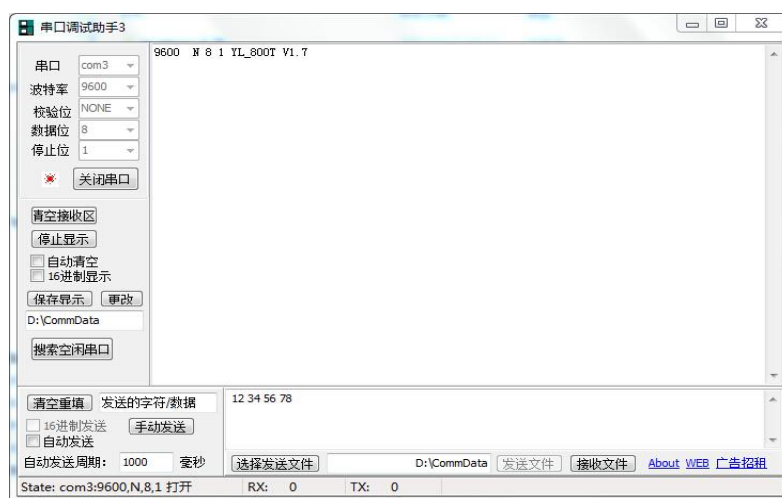 串口调试助手3
9600 N 8 1 YL_800T V1.7
串口 com3
波特率 9600
校验位 NONE
数据位 8
停止位 1
关闭串口
青空接收区
停止显示
自动清空
16进制显示
保存显示 更改
D:\CommData
搜索空闲串口
清空重填 发送的字符/数据
12 34 56 78
16进制发送 手动发送
自动发送
自动发送周期: 1000 毫秒
选择发送文件 D:\CommData 发送文件 接收文件 About WEB 广告招租
State: com3:9600,N,8,1 打开 RX: 0 TX: 0